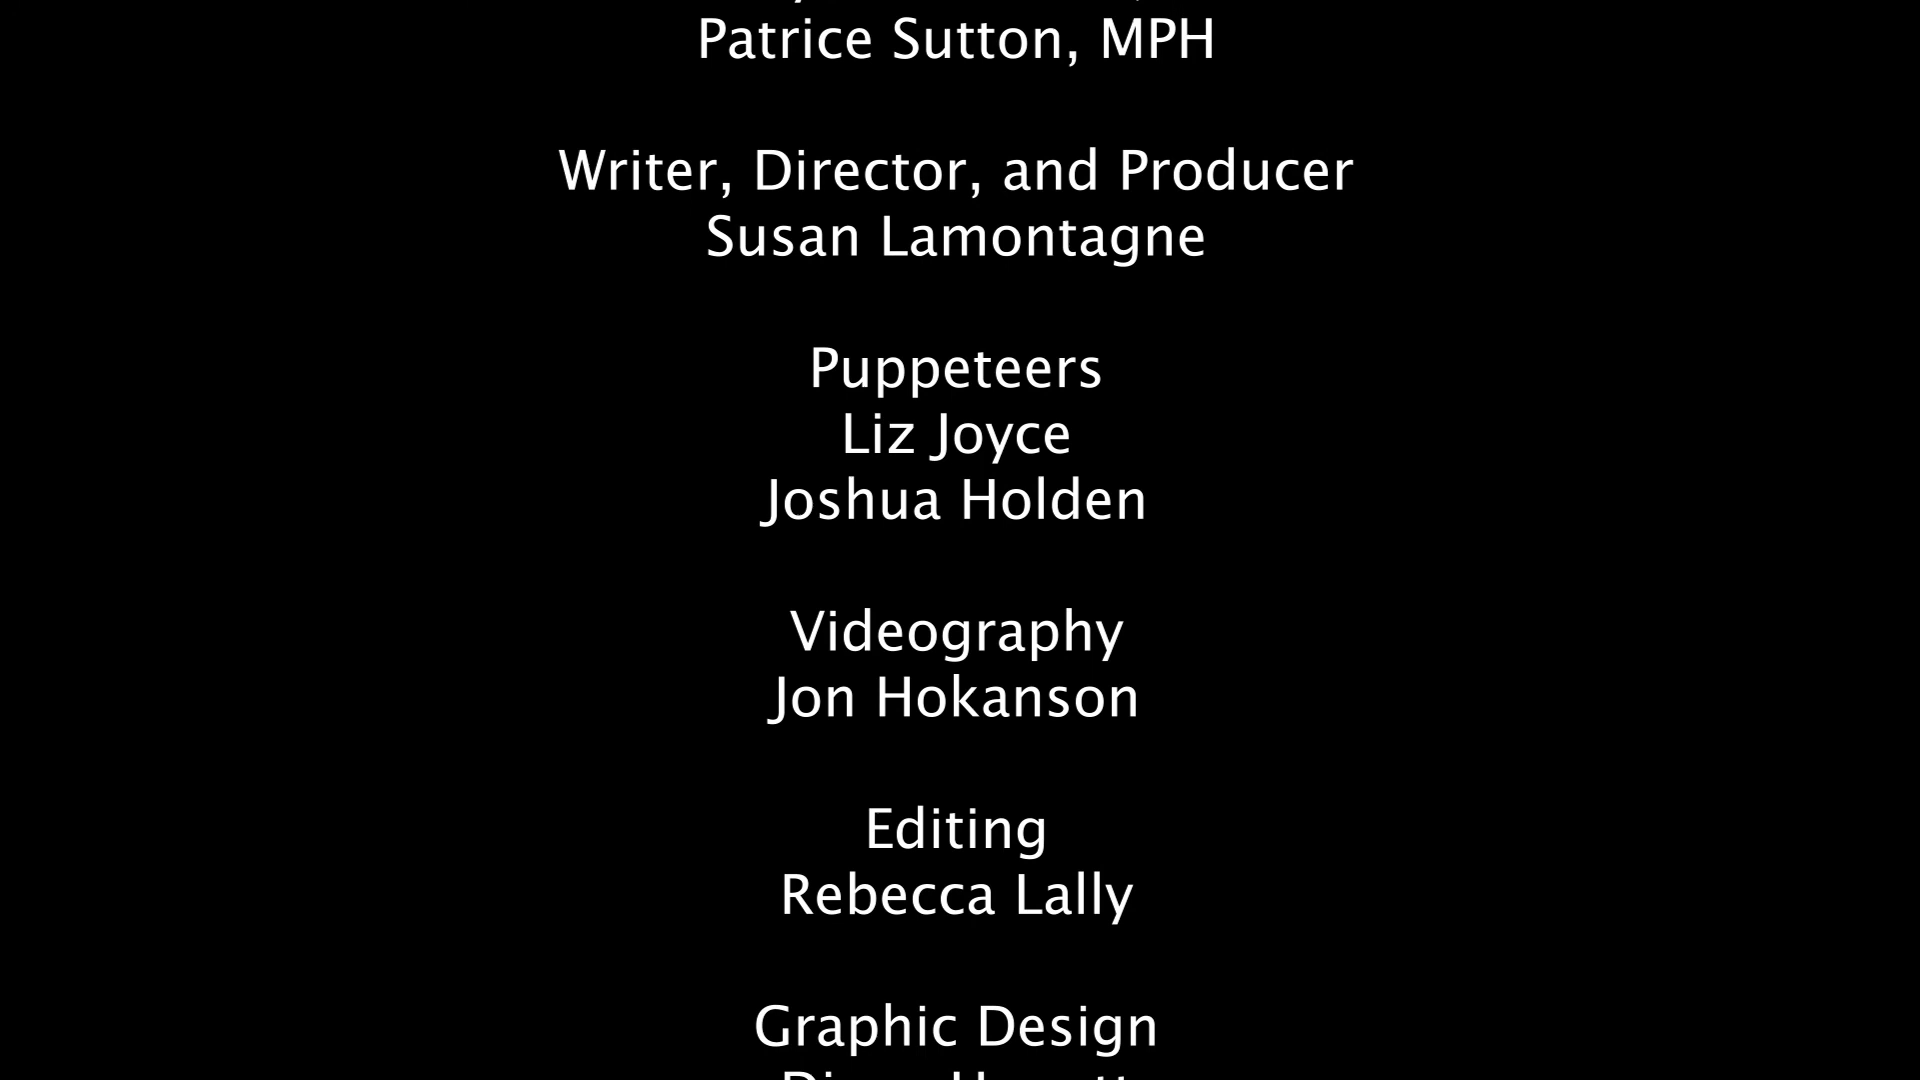 Patrice Sutton, MPH
Writer, Director, and Producer
Susan Lamontagne
Puppeteers
Liz Joyce
Joshua Holden
Videography
Jon Hokanson
Editing
Rebecca Lally
Graphic Design